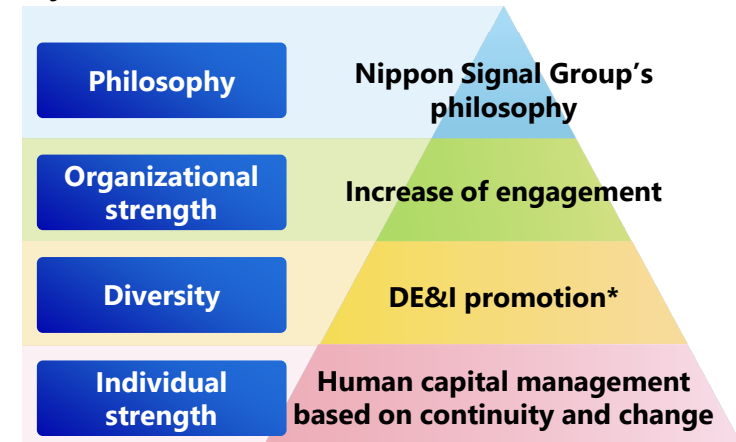 Philosophy
Nippon Signal Group's
philosophy
Organizational
strength
Increase of engagement
Diversity
DE&I promotion*
Individual
strength
Human capital management
based on continuity and change